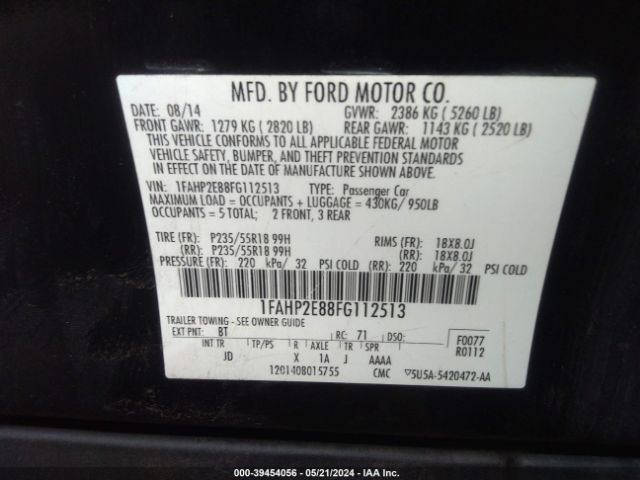 MFD. BY FORD MOTOR CO.
DATE: 08/14 GVWR: 2386 KG ( 5260 LB)
FRONT GAWR: 1279 KG ( 2820 LB) REAR GAWR: 1143 KG ( 2520 LB)
THIS VEHICLE CONFORMS TO ALL APPLICABLE FEDERAL MOTOR
VEHICLE SAFETY, BUMPER, AND THEFT PREVENTION STANDARDS
IN EFFECT ON THE DATE OF MANUFACTURE SHOWN ABOVE.
VIN: 1FAHP2E88FG112513 TYPE: Passenger Car
MAXIMUM LOAD = OCCUPANTS + LUGGAGE = 430KG/ 950LB
OCCUPANTS = 5 TOTAL; 2 FRONT, 3 REAR
TIRE (FR): P235/55R18 99H RIMS (FR): 18X8.0J
(RR): P235/55R18 99H (RR): 18X8.0J
PRESSURE (FR): 220 kPa/ 32 PSI COLD (RR): 220 kPa/ 32 PSI COLD
1FAHP2E88FG112513
TRAILER TOWING - SEE OWNER GUIDE
EXT PNT: BT RC: 71 DSO: F0077
INT TR TP/PS R AXLE TR SPR R0112
JD X 1A J AAAA
1201408015755 CMC 5U5A-5420472-AA
000-39454056 - 05/21/2024 - IAA Inc.